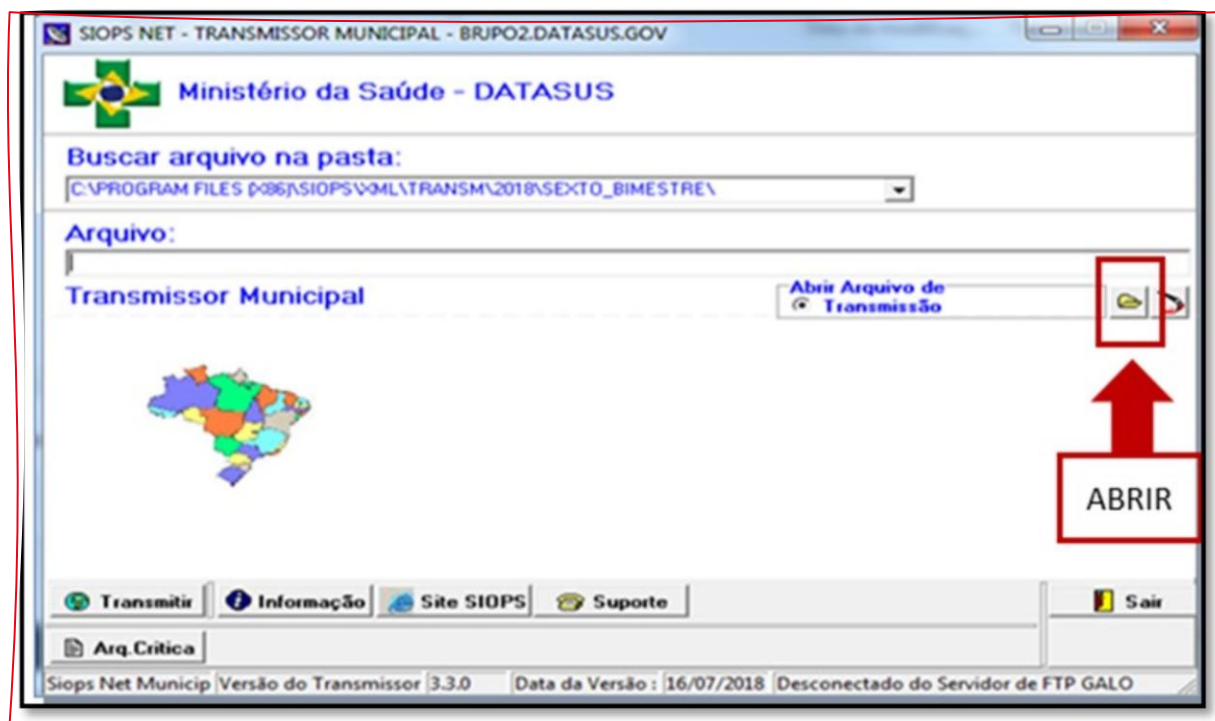 SIOPS NET - TRANSMISSOR MUNICIPAL - BRJPO2.DATASUS.GOV
Ministério da Saúde - DATASUS
Buscar arquivo na pasta:
C:\PROGRAM FILES (X86)\SIOPS\XML\TRANSM\2018\SEXTO_BIMESTRE\
Arquivo:
Transmissor Municipal
Abrir Arquivo de
Transmissão
ABRIR
Transmitir Informação Site SIOPS Suporte Sair
Arq.Critica
Siops Net Municip Versão do Transmissor 3.3.0 Data da Versão : 16/07/2018 Desconectado do Servidor de FTP GALO